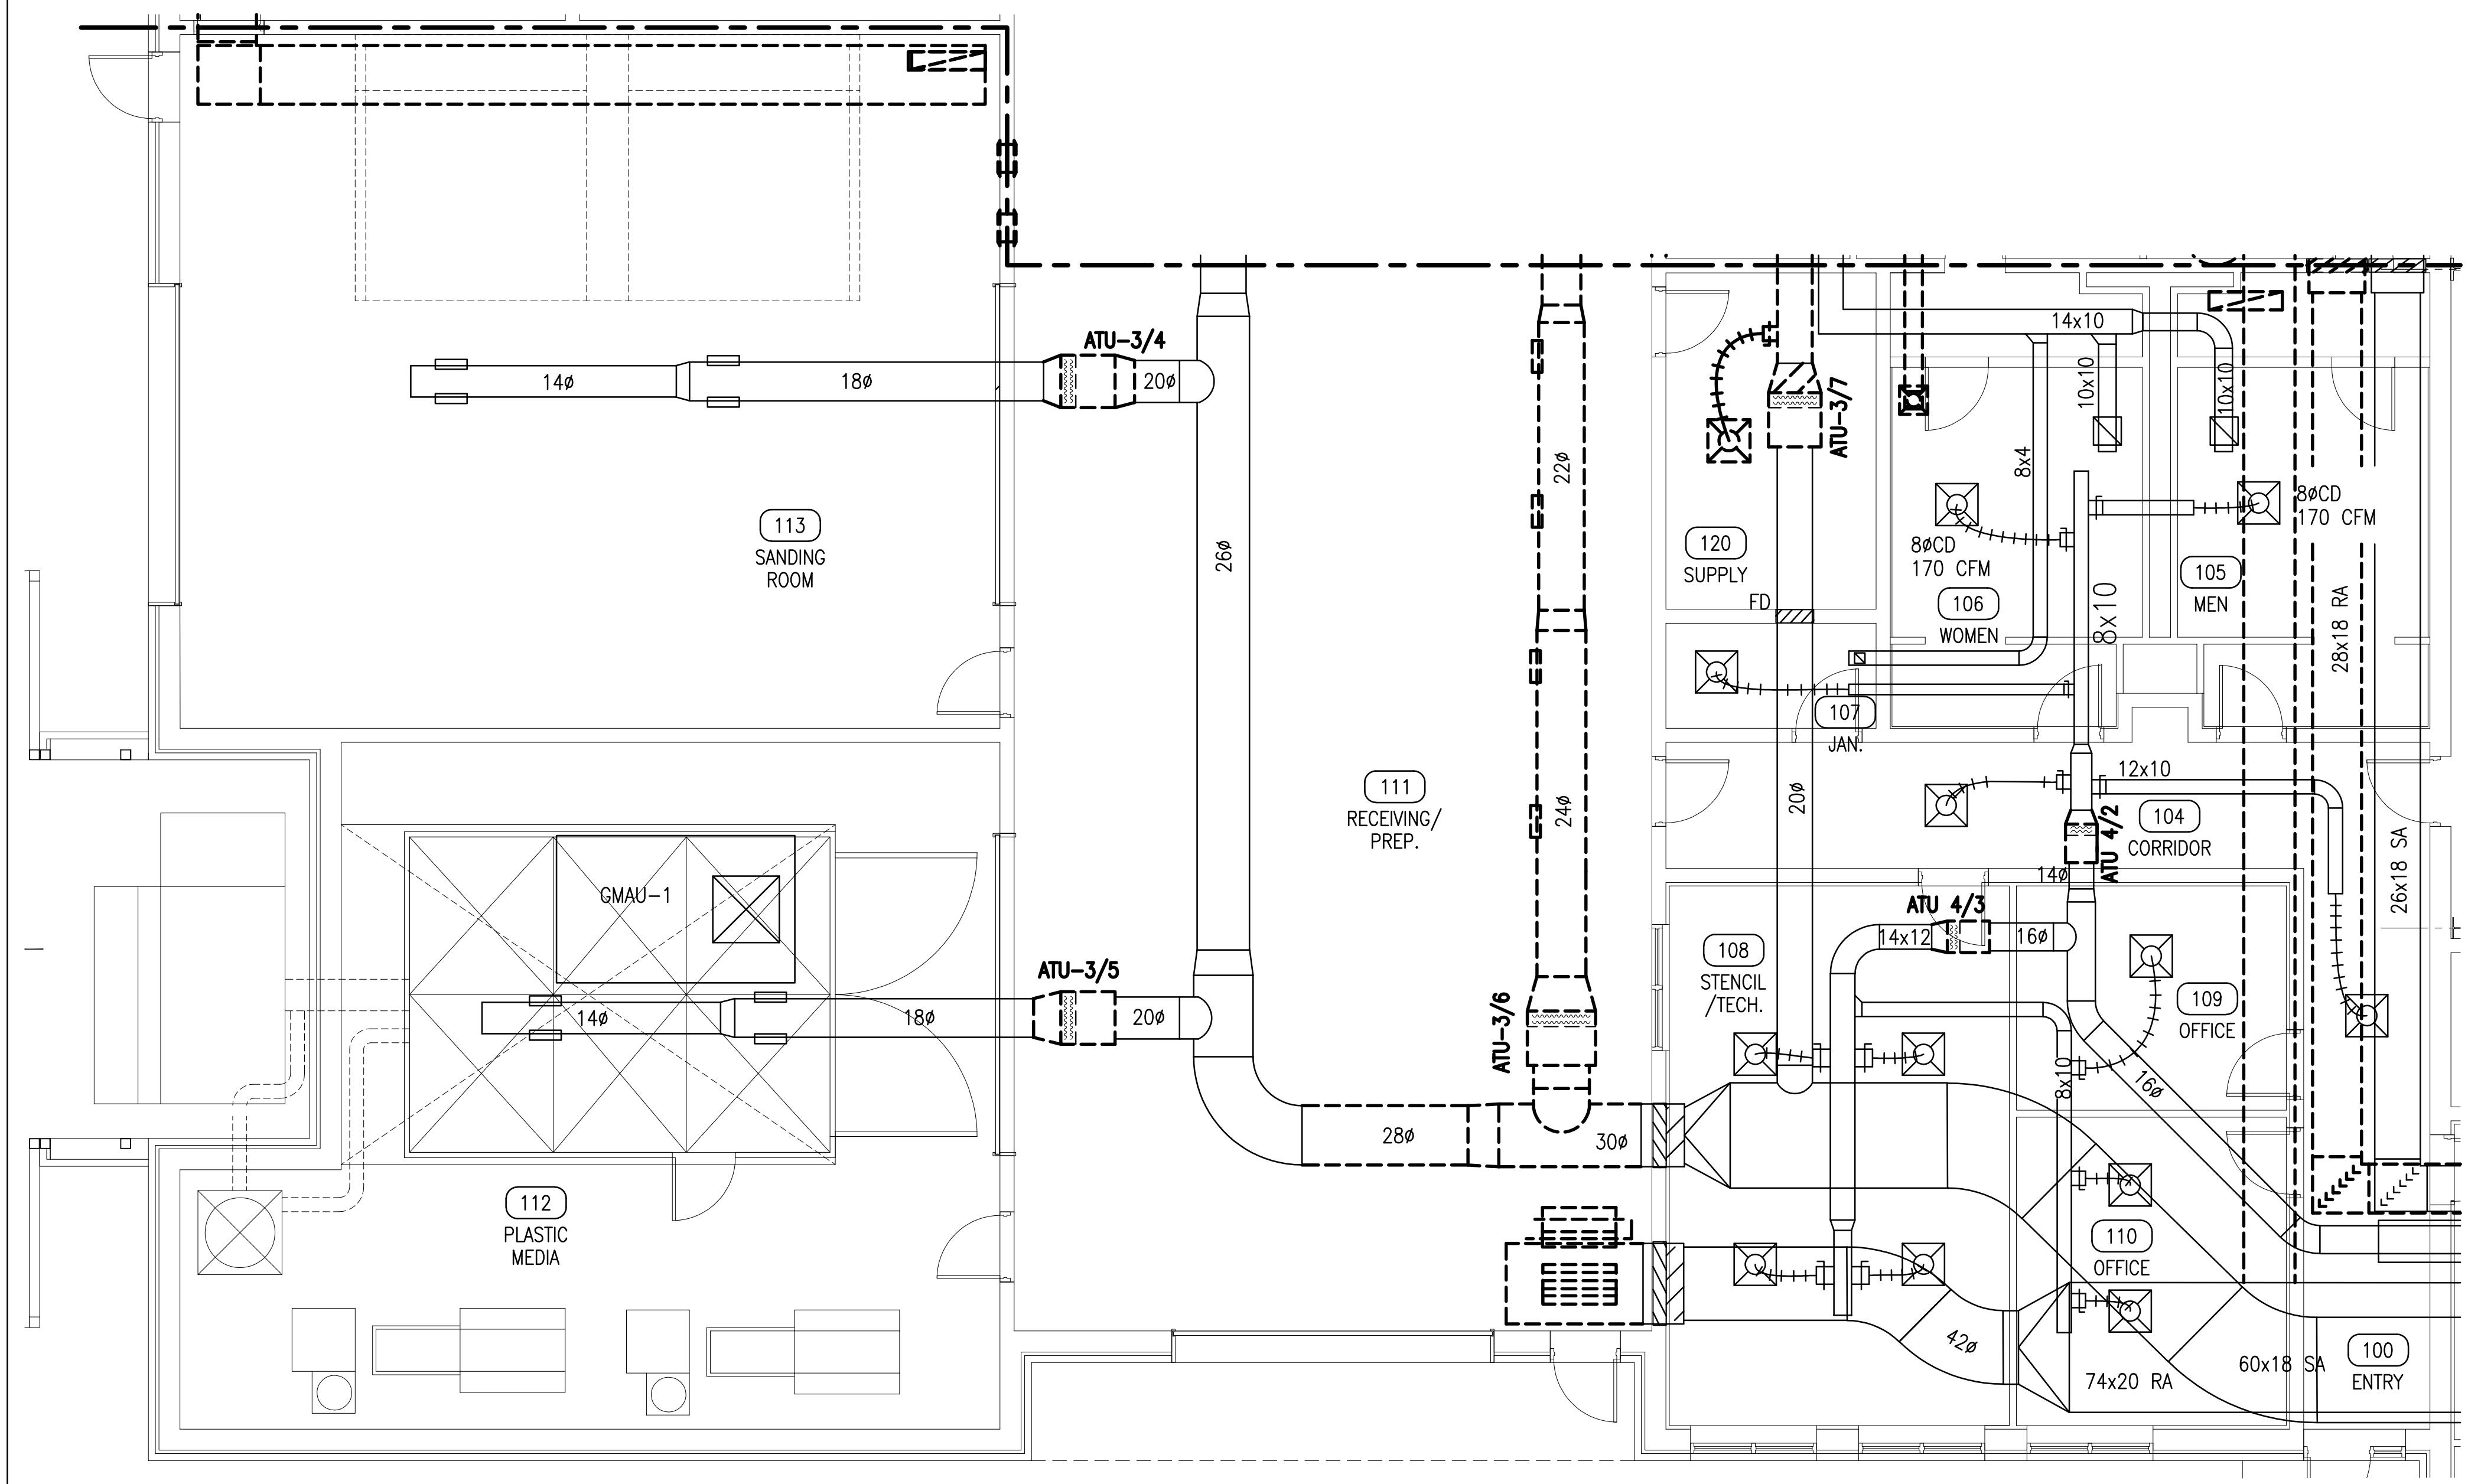 14x10
ATU-3/4
14ø
18ø
20ø
10x10
10x10
ATU-3/7
22ø
8x4
8øCD
170 CFM
113
SANDING
ROOM
26ø
120
SUPPLY
8øCD
170 CFM
105
MEN
FD
106
WOMEN
8x10
28x18 RA
107
JAN.
111
RECEIVING/
PREP.
24ø
20ø
12x10
104
CORRIDOR
ATU 4/2
26x18 SA
14ø
GMAU-1
ATU 4/3
14x12
16ø
108
STENCIL
/TECH.
109
OFFICE
ATU-3/5
14ø
18ø
20ø
ATU-3/6
8x10
16ø
28ø
30ø
112
PLASTIC
MEDIA
110
OFFICE
42ø
74x20 RA
60x18 SA
100
ENTRY